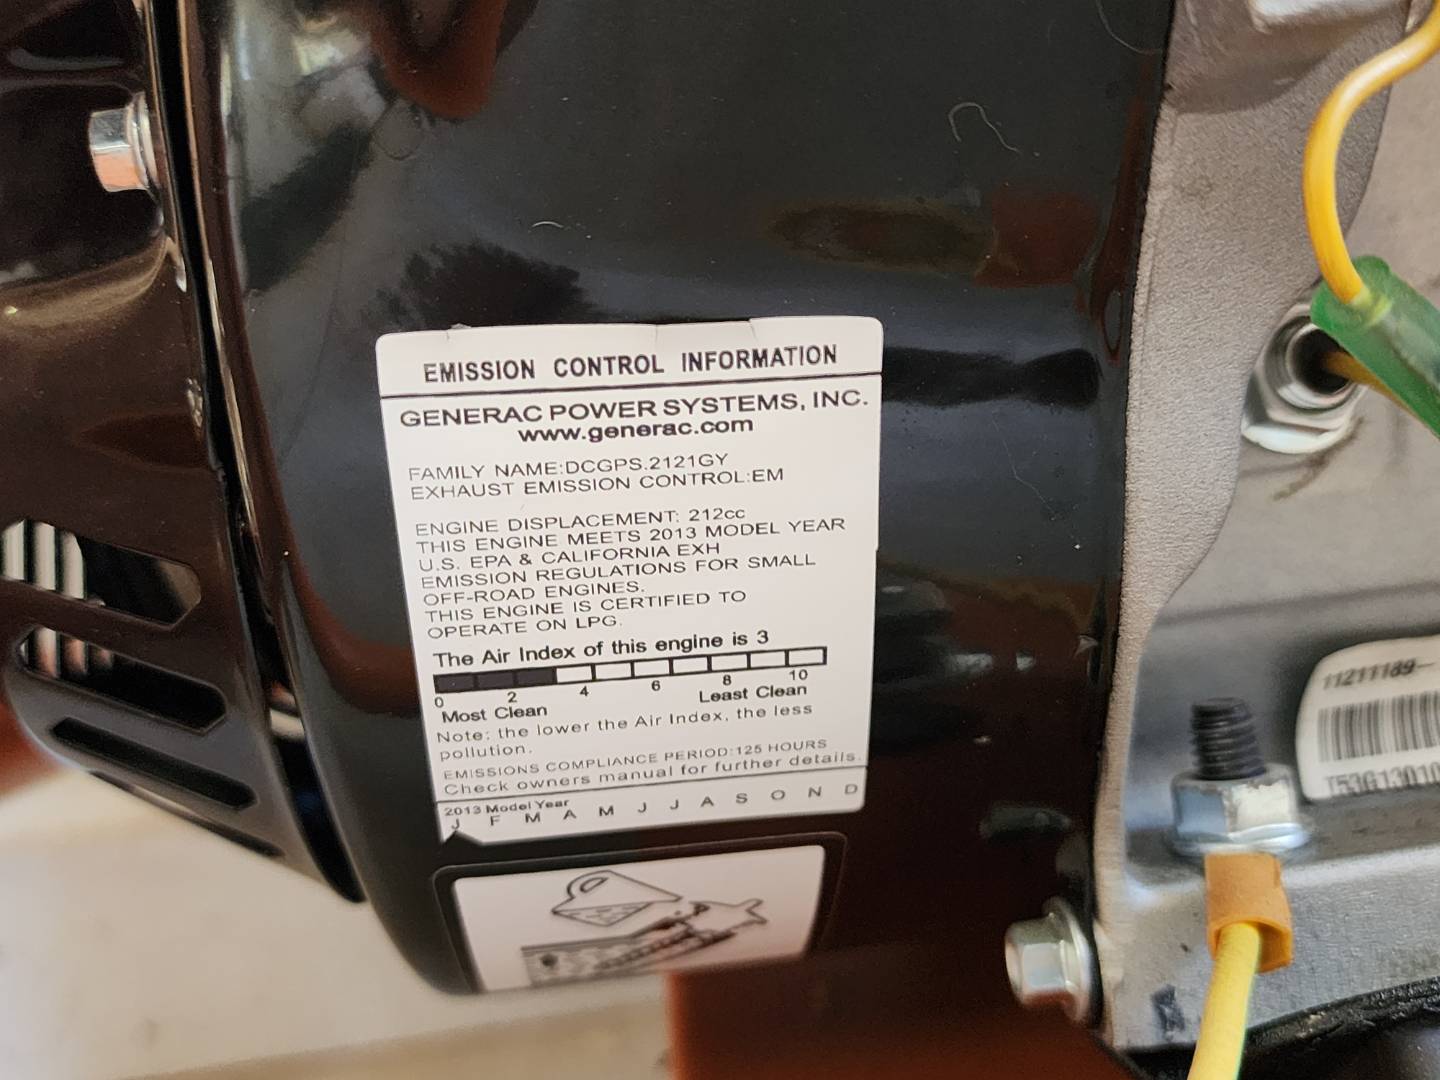 EMISSION CONTROL INFORMATION
GENERAC POWER SYSTEMS, INC.
www.generac.com
FAMILY NAME:DCGPS.2121GY
EXHAUST EMISSION CONTROL:EM
ENGINE DISPLACEMENT: 212cc
THIS ENGINE MEETS 2013 MODEL YEAR
U.S. EPA & CALIFORNIA EXH
EMISSION REGULATIONS FOR SMALL
OFF-ROAD ENGINES.
THIS ENGINE IS CERTIFIED TO
OPERATE ON LPG.
The Air Index of this engine is 3
0 2 4 6 8 10
Most Clean Least Clean
Note: the lower the Air Index, the less
pollution.
EMISSIONS COMPLIANCE PERIOD:125 HOURS
Check owners manual for further details.
2013 Model Year
J F M A M J J A S O N D
11211189-
T53G13010